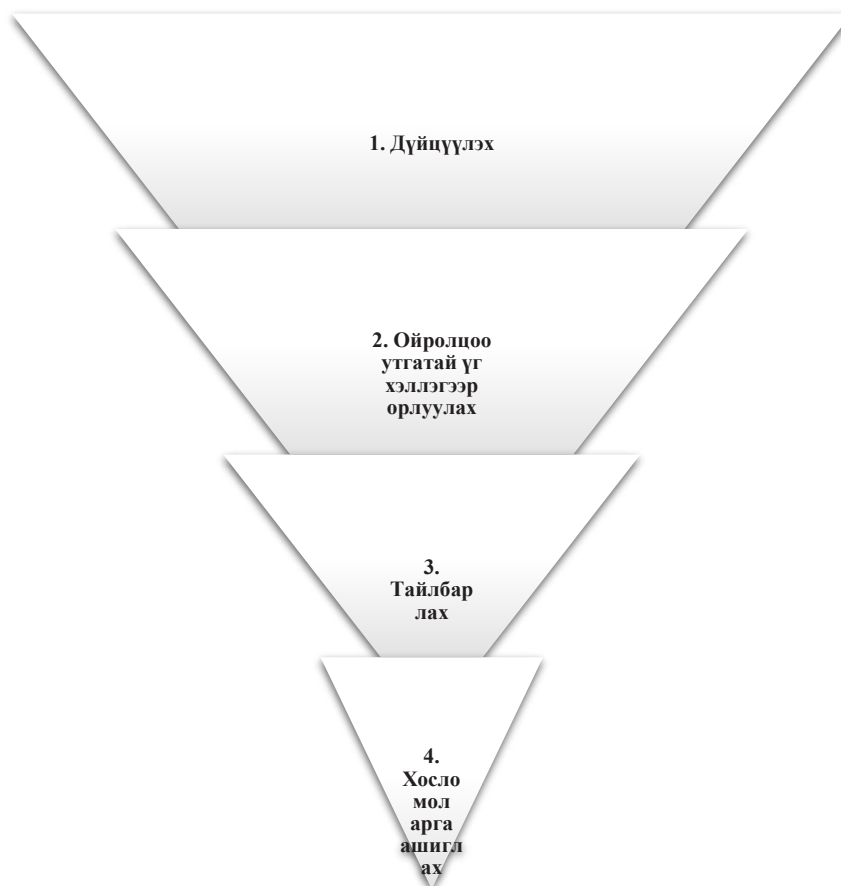 1. Дүйцүүлэх
2. Ойролцоо
утгатай үг
хэллэгээр
орлуулах
3.
Тайлбар
лах
4.
Хосло
мол
арга
ашигл
ах